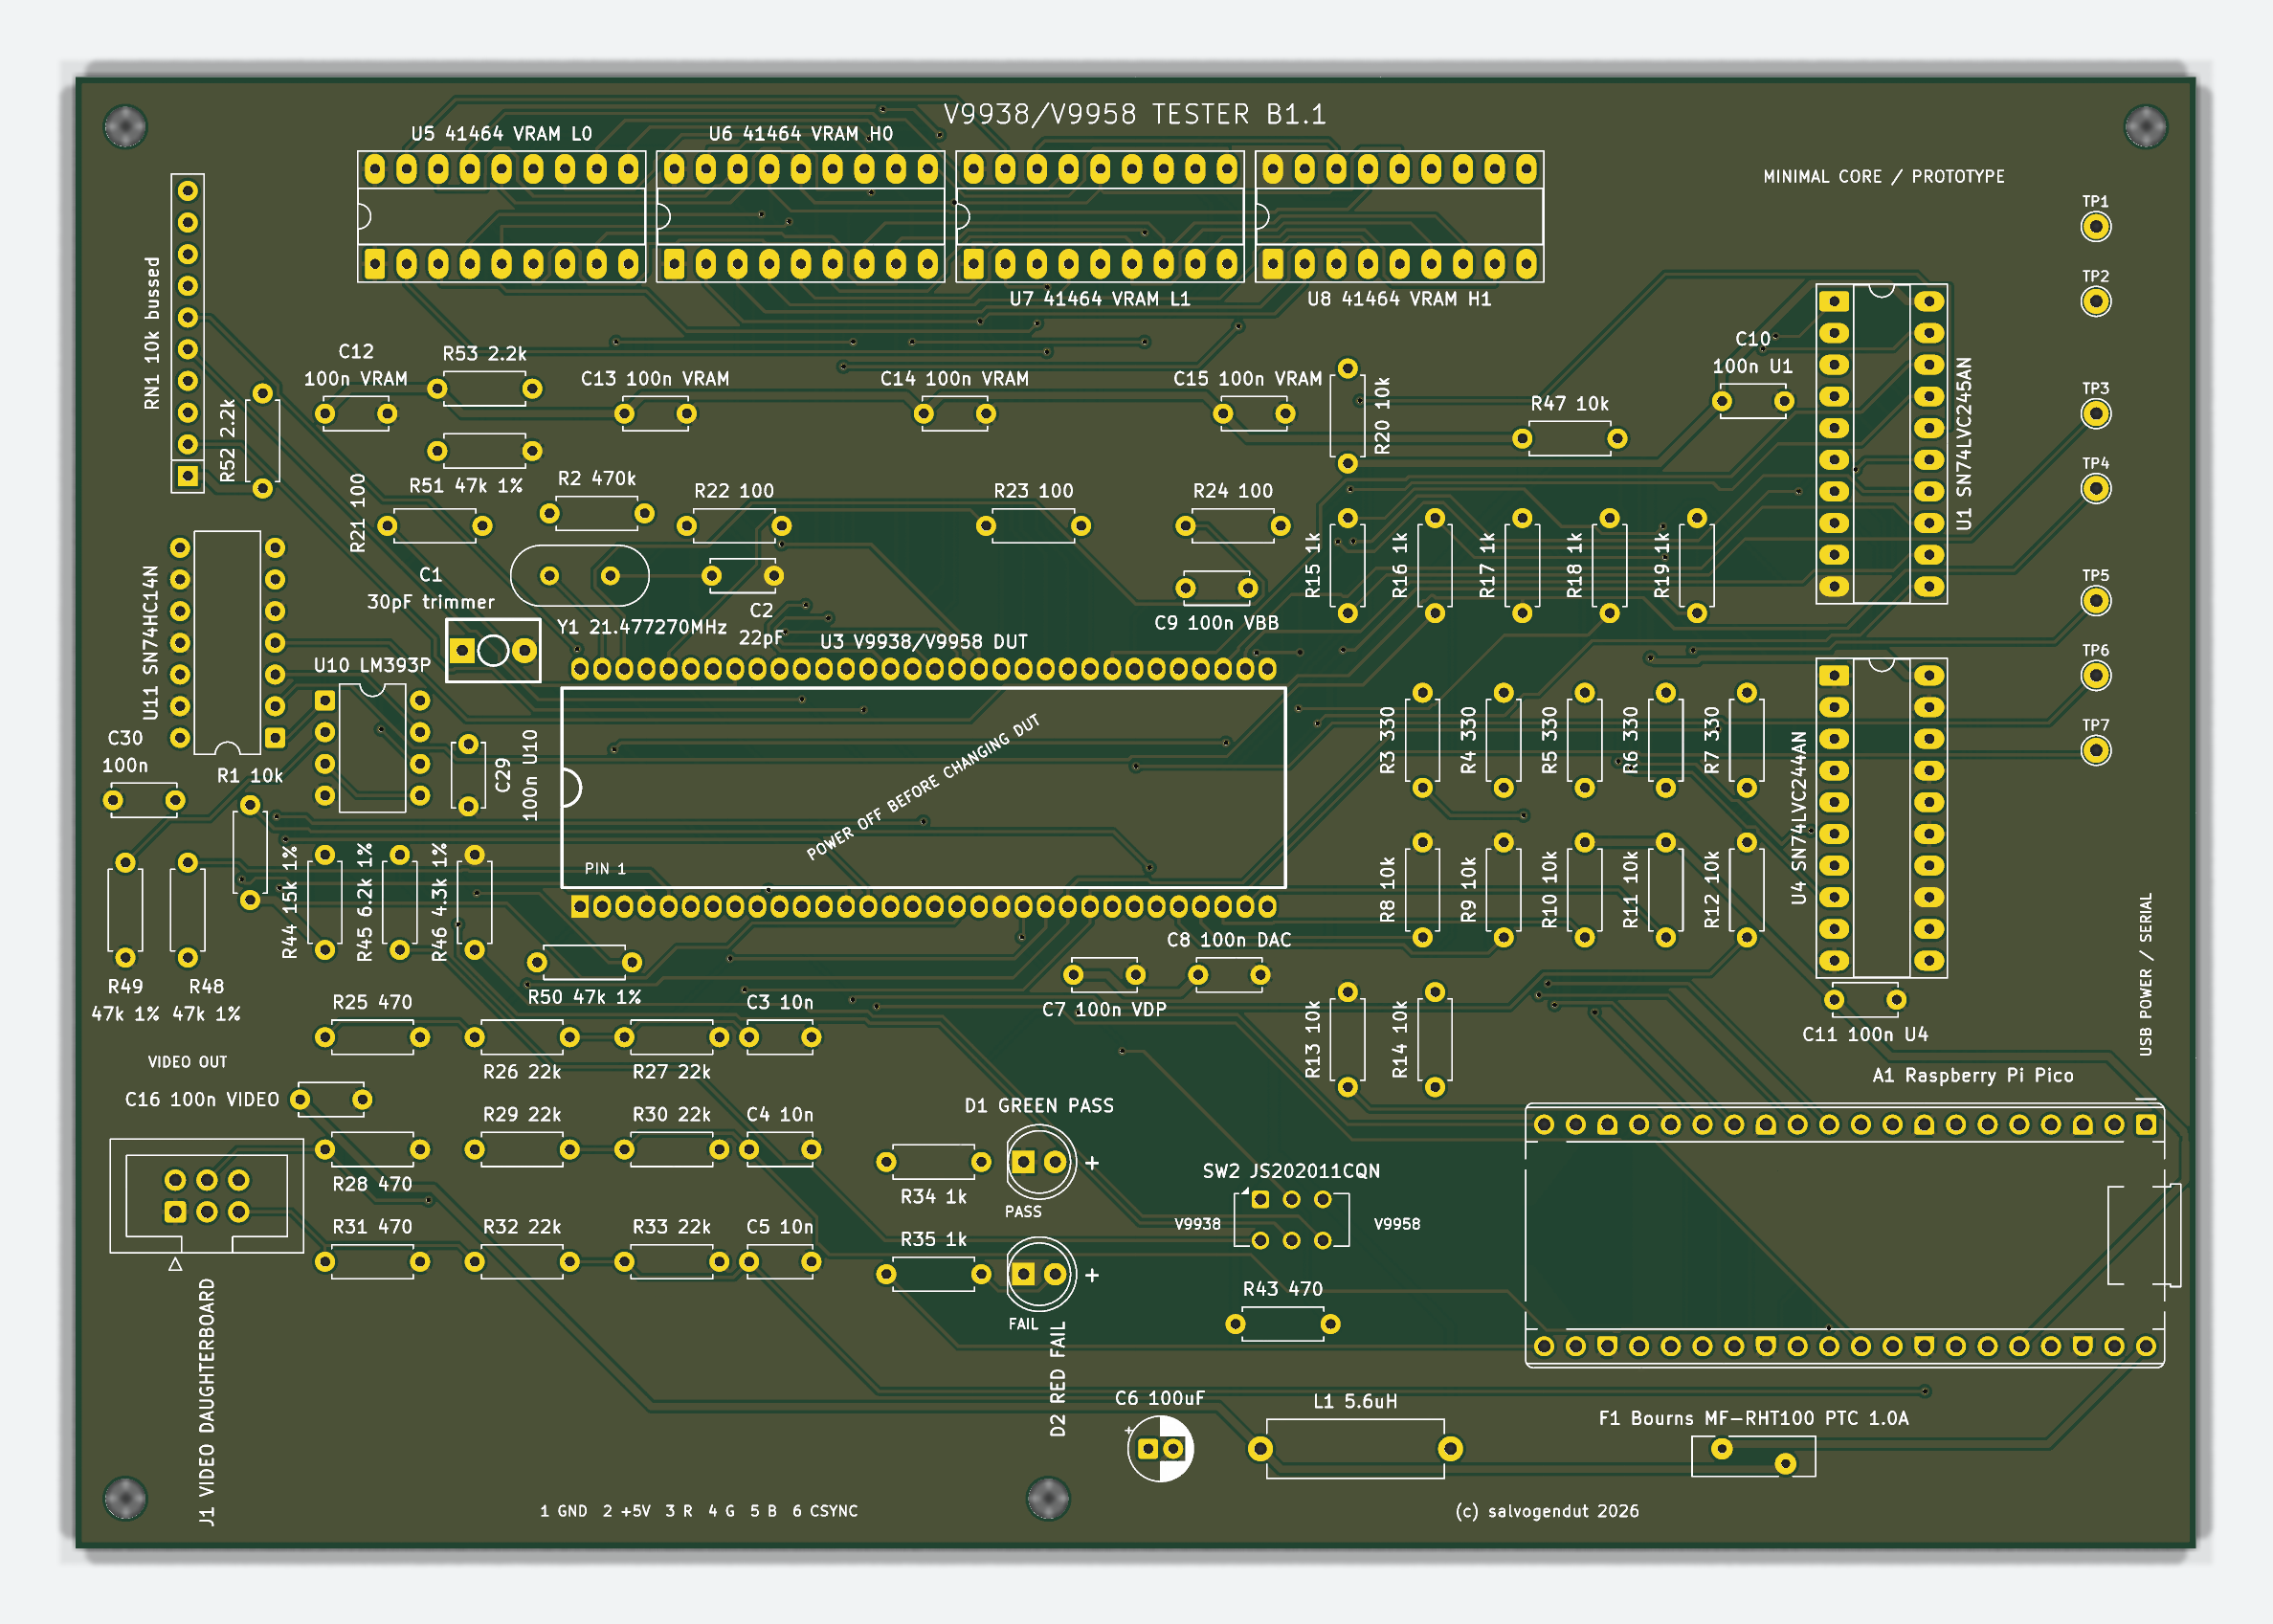 V9938/V9958 TESTER B1.1
U5 41464 VRAM L0
U6 41464 VRAM H0
MINIMAL CORE / PROTOTYPE
TP1
TP2
U7 41464 VRAM L1
U8 41464 VRAM H1
RN1 10k bussed
C12
100n VRAM
R53 2.2k
C13 100n VRAM
C14 100n VRAM
C15 100n VRAM
R20 10k
R47 10k
C10
100n U1
U1 SN74LVC245AN
TP3
TP4
R52 2.2k
R51 47k 1%
R21 100
R2 470k
R22 100
R23 100
R24 100
R15 1k
R16 1k
R17 1k
R18 1k
R19 1k
U11 SN74HC14N
C1
30pF trimmer
C2
22pF
Y1 21.477270MHz
U3 V9938/V9958 DUT
C9 100n VBB
TP5
TP6
TP7
U10 LM393P
C30
100n
R1 10k
C29
100n U10
POWER OFF BEFORE CHANGING DUT
PIN 1
R3 330
R4 330
R5 330
R6 330
R7 330
U4 SN74LVC244AN
R44 15k 1%
R45 6.2k 1%
R46 4.3k 1%
R8 10k
R9 10k
R10 10k
R11 10k
R12 10k
C8 100n DAC
USB POWER / SERIAL
R49
47k 1%
R48
47k 1%
R50 47k 1%
R25 470
C3 10n
C7 100n VDP
R13 10k
R14 10k
C11 100n U4
VIDEO OUT
R26 22k
R27 22k
A1 Raspberry Pi Pico
C16 100n VIDEO
R29 22k
R30 22k
C4 10n
D1 GREEN PASS
+
R28 470
R34 1k
PASS
SW2 JS202011CQN
V9938
V9958
R31 470
R32 22k
R33 22k
C5 10n
R35 1k
+
FAIL
D2 RED FAIL
R43 470
J1 VIDEO DAUGHTERBOARD
C6 100uF
+
L1 5.6uH
F1 Bourns MF-RHT100 PTC 1.0A
1 GND 2 +5V 3 R 4 G 5 B 6 CSYNC
(c) salvogendut 2026